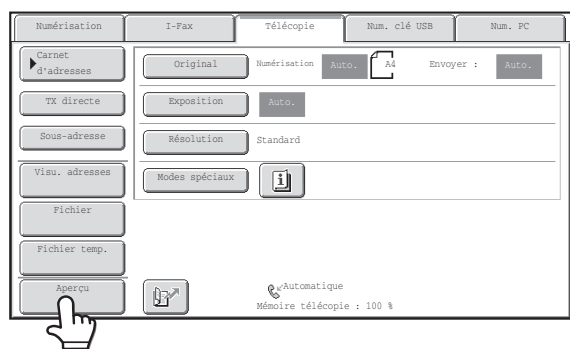 Numérisation I-Fax Télécopie Num. clé USB Num. PC
Carnet
d'adresses
Original Numérisation Auto. A4 Envoyer : Auto.
TX directe
Exposition Auto.
Sous-adresse
Résolution Standard
Visu. adresses
Modes spéciaux
Fichier
Fichier temp.
Aperçu
Automatique
Mémoire télécopie : 100 %